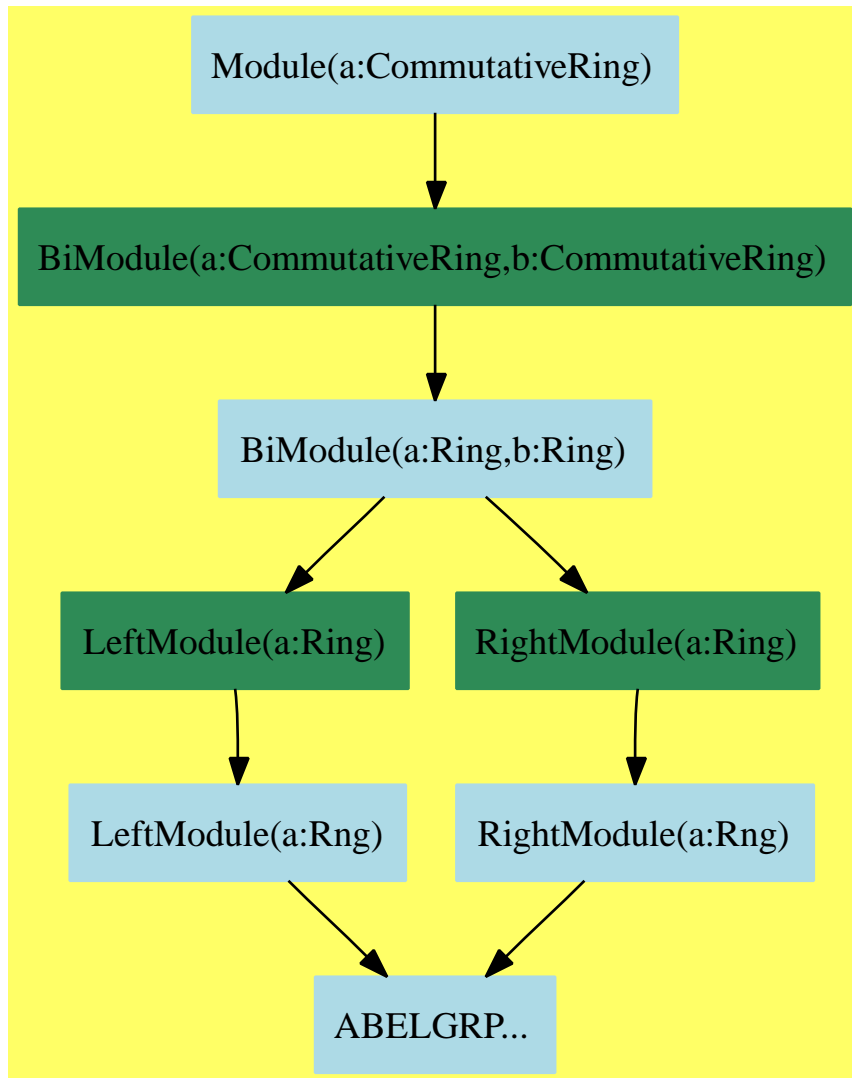 Module(a:CommutativeRing)
BiModule(a:CommutativeRing,b:CommutativeRing)
BiModule(a:Ring,b:Ring)
LeftModule(a:Ring)
RightModule(a:Ring)
LeftModule(a:Rng)
RightModule(a:Rng)
ABELGRP...